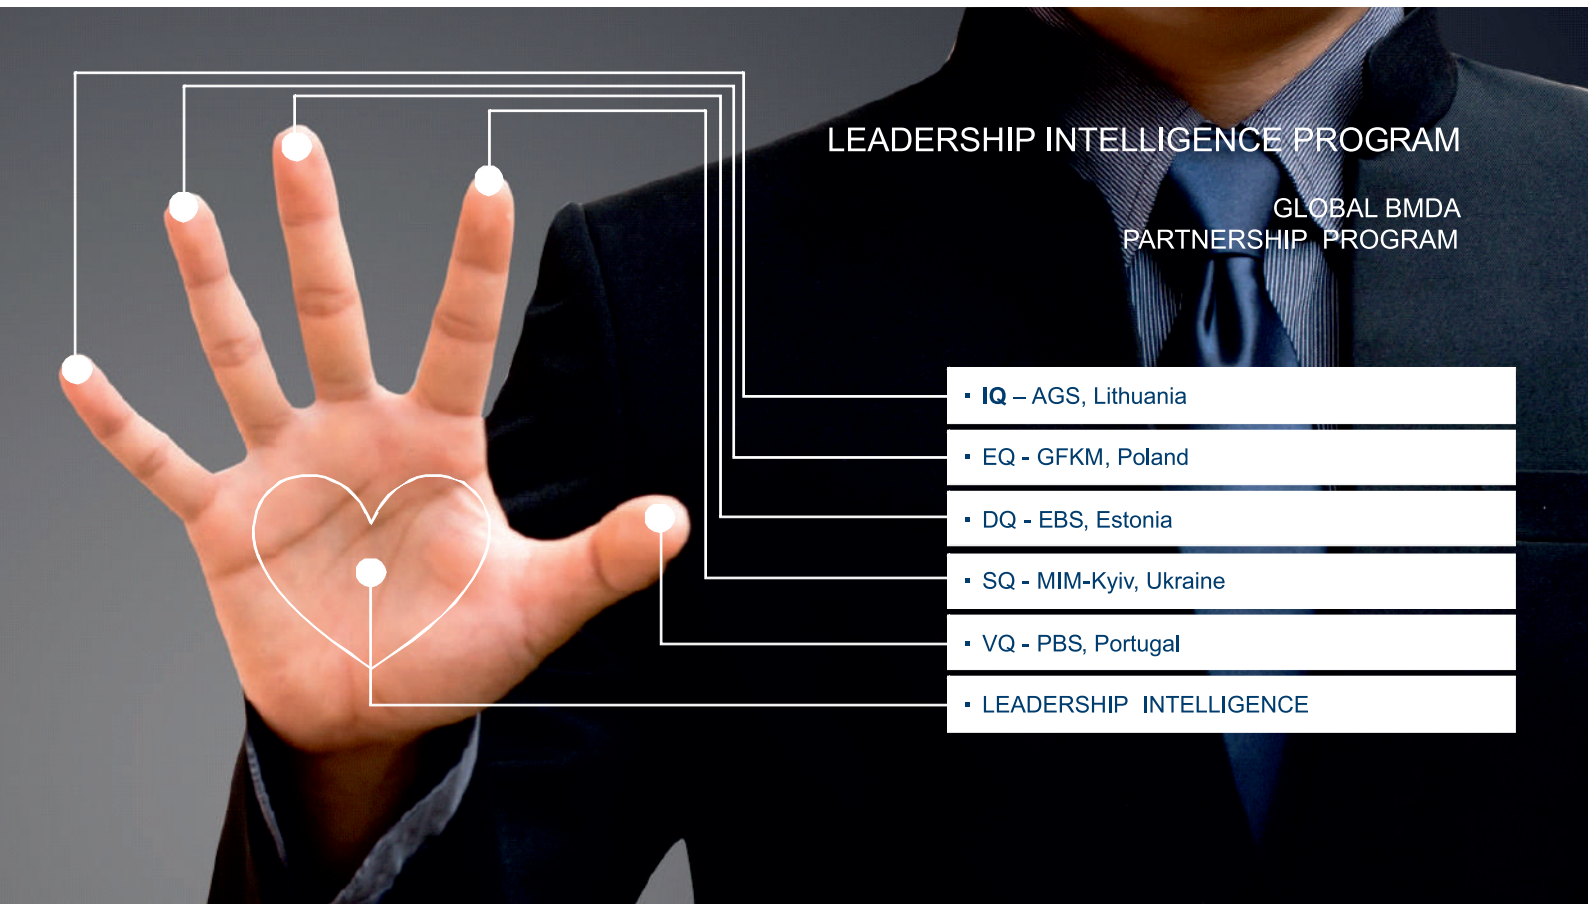 LEADERSHIP INTELLIGENCE PROGRAM
GLOBAL BMDA
PARTNERSHIP PROGRAM
▪ IQ – AGS, Lithuania
▪ EQ - GFKM, Poland
▪ DQ - EBS, Estonia
▪ SQ - MIM-Kyiv, Ukraine
▪ VQ - PBS, Portugal
▪ LEADERSHIP INTELLIGENCE